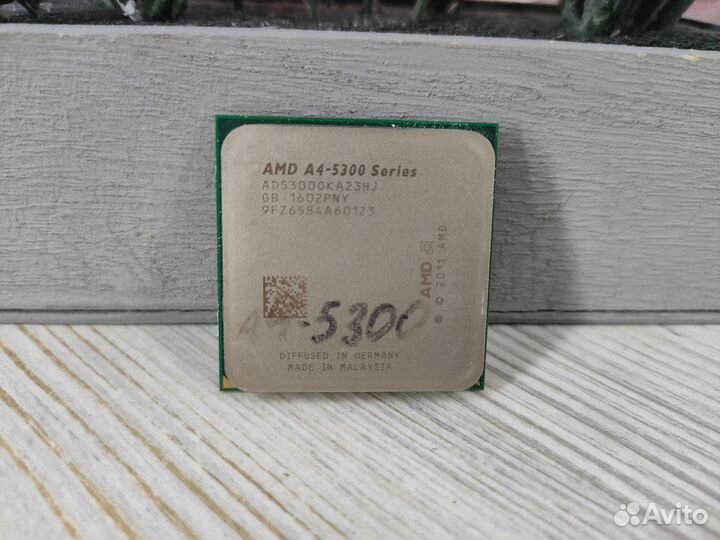 AMD A4-5300 Series
AD5300OKA23HJ
GB 1602PNY
9FZ6584A60123
AMD
® © 2011 AMD
A4-5300
DIFFUSED IN GERMANY
MADE IN MALAYSIA
Avito